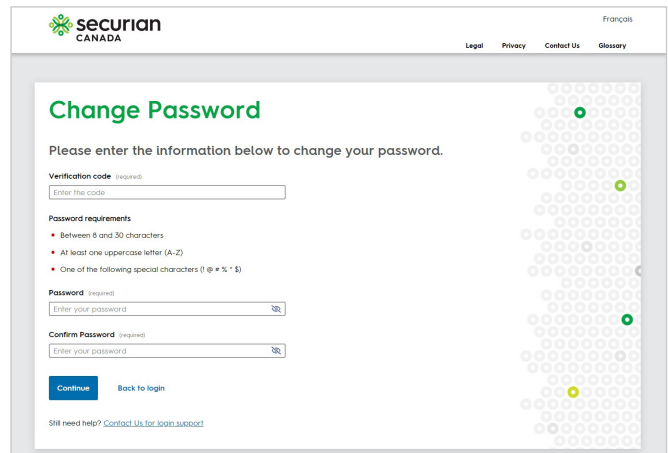 Français
securian
CANADA
Legal Privacy Contact Us Glossary
Change Password
Please enter the information below to change your password.
Verification code (required)
Enter the code
Password requirements
• Between 8 and 30 characters
• At least one uppercase letter (A-Z)
• One of the following special characters (! @ # % * $)
Password (required)
Enter your password
Confirm Password (required)
Enter your password
Continue Back to login
Still need help? Contact Us for login support